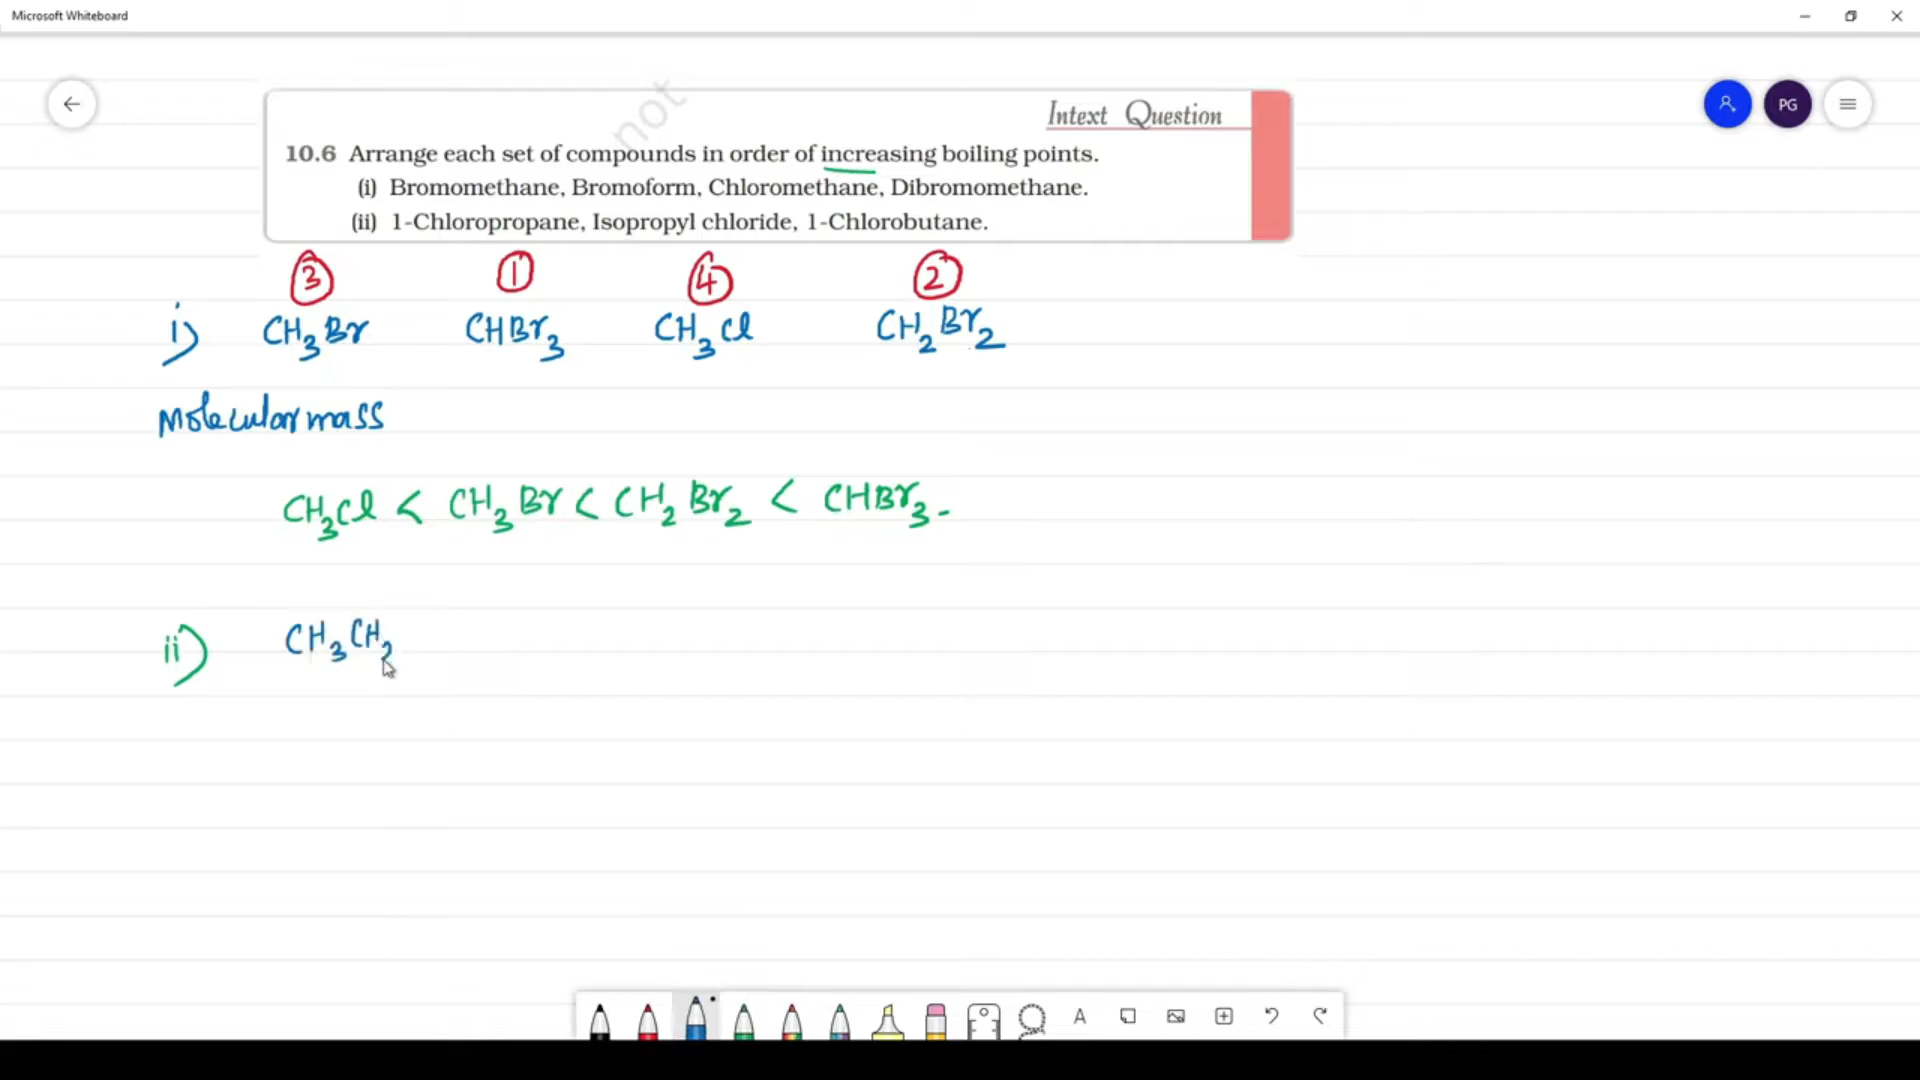 Microsoft Whiteboard
not
PG
Intext Question
10.6 Arrange each set of compounds in order of increasing boiling points.
(i) Bromomethane, Bromoform, Chloromethane, Dibromomethane.
(ii) 1-Chloropropane, Isopropyl chloride, 1-Chlorobutane.
③ ① ④ ②
i) CH₃Br CHBr₃ CH₃Cl CH₂Br₂
Molecular mass
CH₃Cl < CH₃Br < CH₂Br₂ < CHBr₃.
ii) CH₃CH₂
A